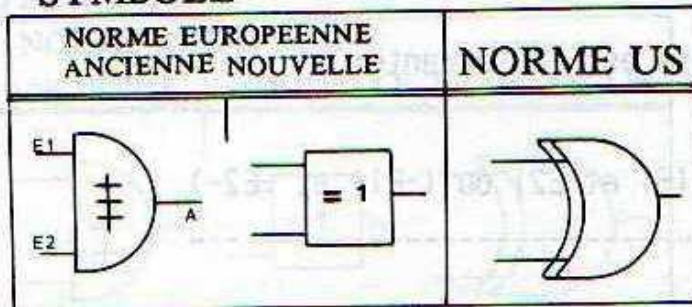 NORME EUROPEENNE
ANCIENNE NOUVELLE
NORME US
E1
E2
A
= 1